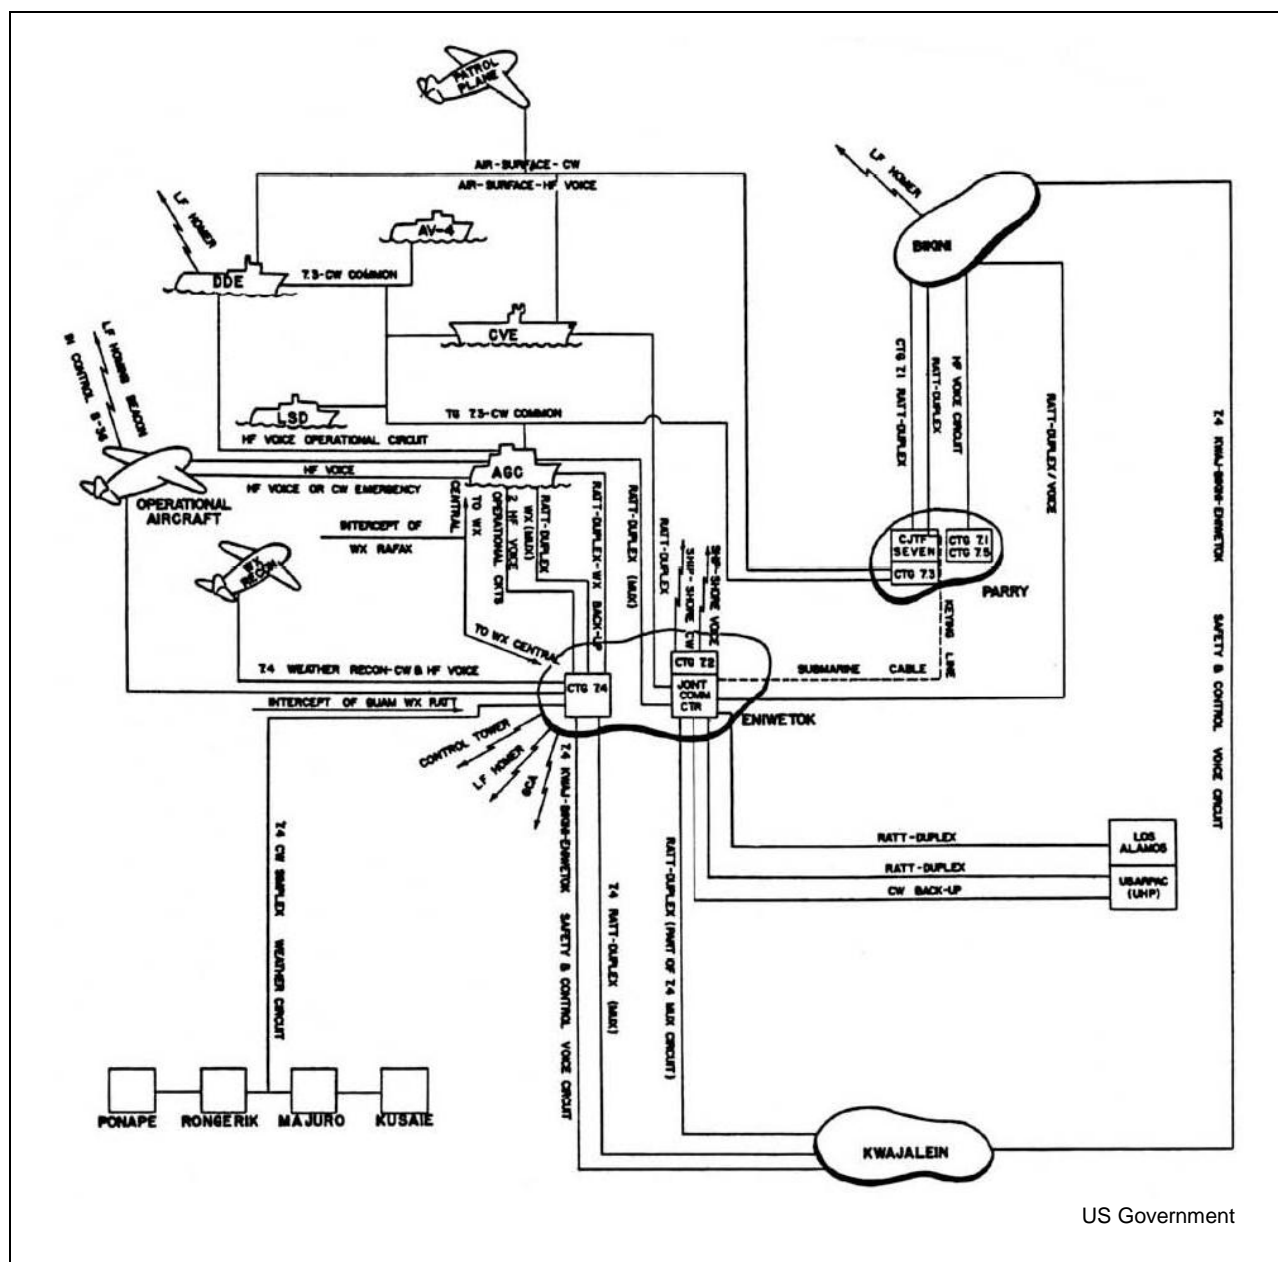 PATROL
PLANE
AIR-SURFACE-CW
AIR-SURFACE-HF VOICE
LF HOMER
LF HOMER
BIKINI
AV-4
DDE
7.3-CW COMMON
CVE
LF HOMING BEACON
IN CONTROL B-36
LSD
TG 7.3-CW COMMON
HF VOICE OPERATIONAL CIRCUIT
AGC
HF VOICE
HF VOICE OR CW EMERGENCY
OPERATIONAL
AIRCRAFT
CTG 7.1 RATT-DUPLEX
RATT-DUPLEX
HF VOICE CIRCUIT
RATT-DUPLEX/VOICE
7.4 KWAJ-BIKINI-ENIWETOK SAFETY & CONTROL VOICE CIRCUIT
INTERCEPT OF
WX RAFAX
TO WX
CENTRAL
2 HF VOICE
OPERATIONAL CKTS
RATT-DUPLEX
WX (MUX)
RATT-DUPLEX-WX BACK-UP
RATT-DUPLEX (MUX)
RATT-DUPLEX
SHIP-SHORE CW
SHIP-SHORE VOICE
CJTF
SEVEN
CTG 7.1
CTG 7.5
CTG 7.3
PARRY
KEYING LINE
WX
RECON
TO WX CENTRAL
7.4 WEATHER RECON-CW & HF VOICE
CTG 7.4
CTG 7.2
JOINT
COMM
CTR
SUBMARINE CABLE
ENIWETOK
INTERCEPT OF GUAM WX RATT
CONTROL TOWER
LF HOMER
GCA
7.4 CW SIMPLEX WEATHER CIRCUIT
7.4 KWAJ-BIKINI-ENIWETOK SAFETY & CONTROL VOICE CIRCUIT
7.4 RATT-DUPLEX (MUX)
RATT-DUPLEX (PART OF 7.4 MUX CIRCUIT)
RATT-DUPLEX
LOS
ALAMOS
RATT-DUPLEX
CW BACK-UP
USARPAC
(UHP)
PONAPE
RONGERIK
MAJURO
KUSAIE
KWAJALEIN
US Government